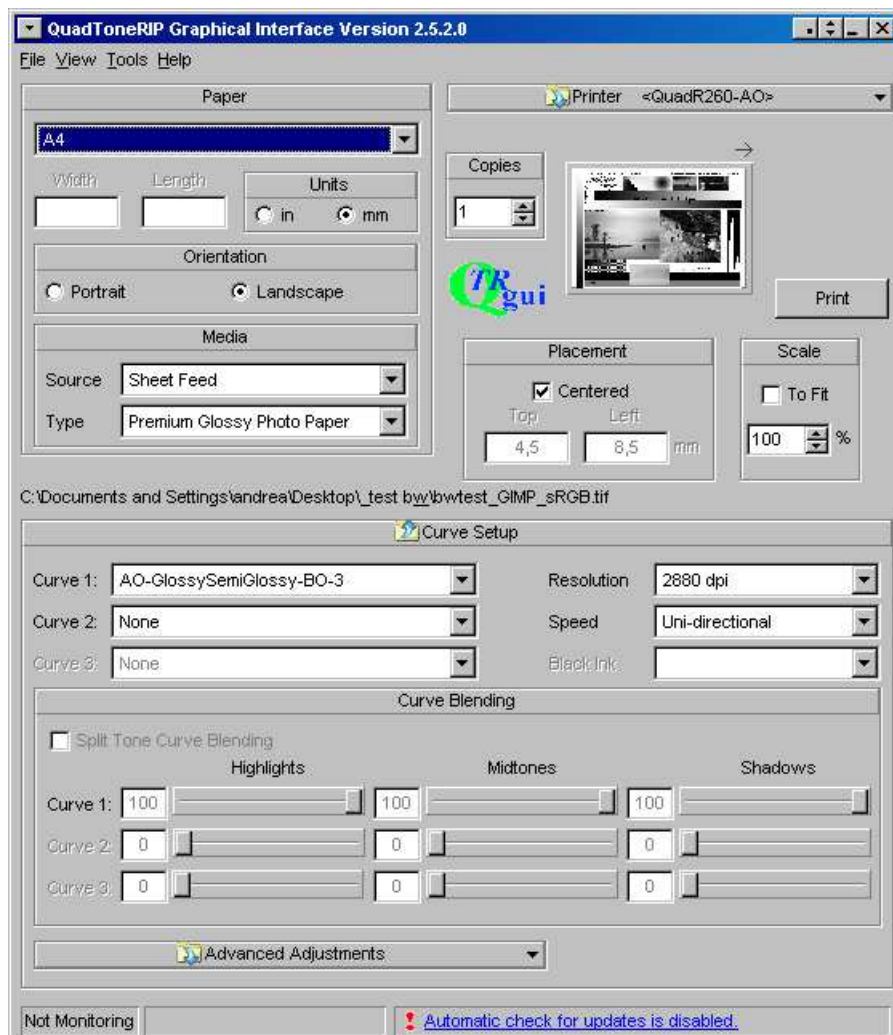 QuadToneRIP Graphical Interface Version 2.5.2.0
File View Tools Help
Paper
Printer <QuadR260-AO>
A4
Width Length
Units
in mm
Copies
1
Orientation
Portrait Landscape
QTR gui
Print
Media
Source Sheet Feed
Type Premium Glossy Photo Paper
Placement
Centered
Top Left
4,5 8,5 mm
Scale
To Fit
100 %
C:\Documents and Settings\andrea\Desktop\_test bw\bwtest_GIMP_sRGB.tif
Curve Setup
Curve 1: AO-GlossySemiGlossy-BO-3 Resolution 2880 dpi
Curve 2: None Speed Uni-directional
Curve 3: None Black Ink
Curve Blending
Split Tone Curve Blending
Highlights Midtones Shadows
Curve 1: 100 100 100
Curve 2: 0 0 0
Curve 3: 0 0 0
Advanced Adjustments
Not Monitoring ! Automatic check for updates is disabled.